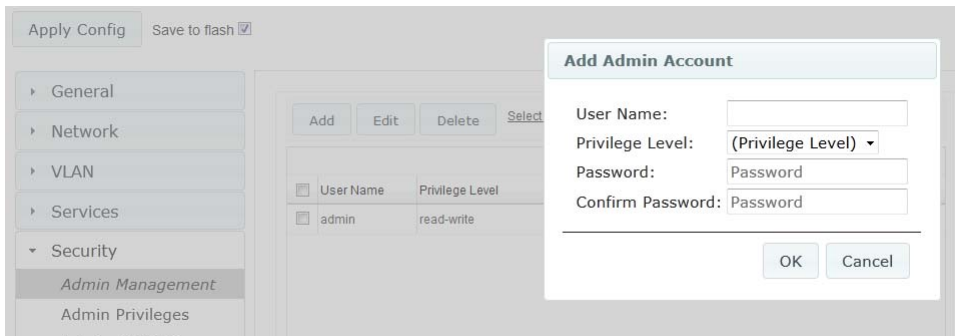 Apply Config Save to flash
Add Admin Account
General
Network
VLAN
Services
Security
Admin Management
Admin Privileges
Add Edit Delete Select
User Name Privilege Level
admin read-write
User Name:
Privilege Level: (Privilege Level)
Password: Password
Confirm Password: Password
OK Cancel